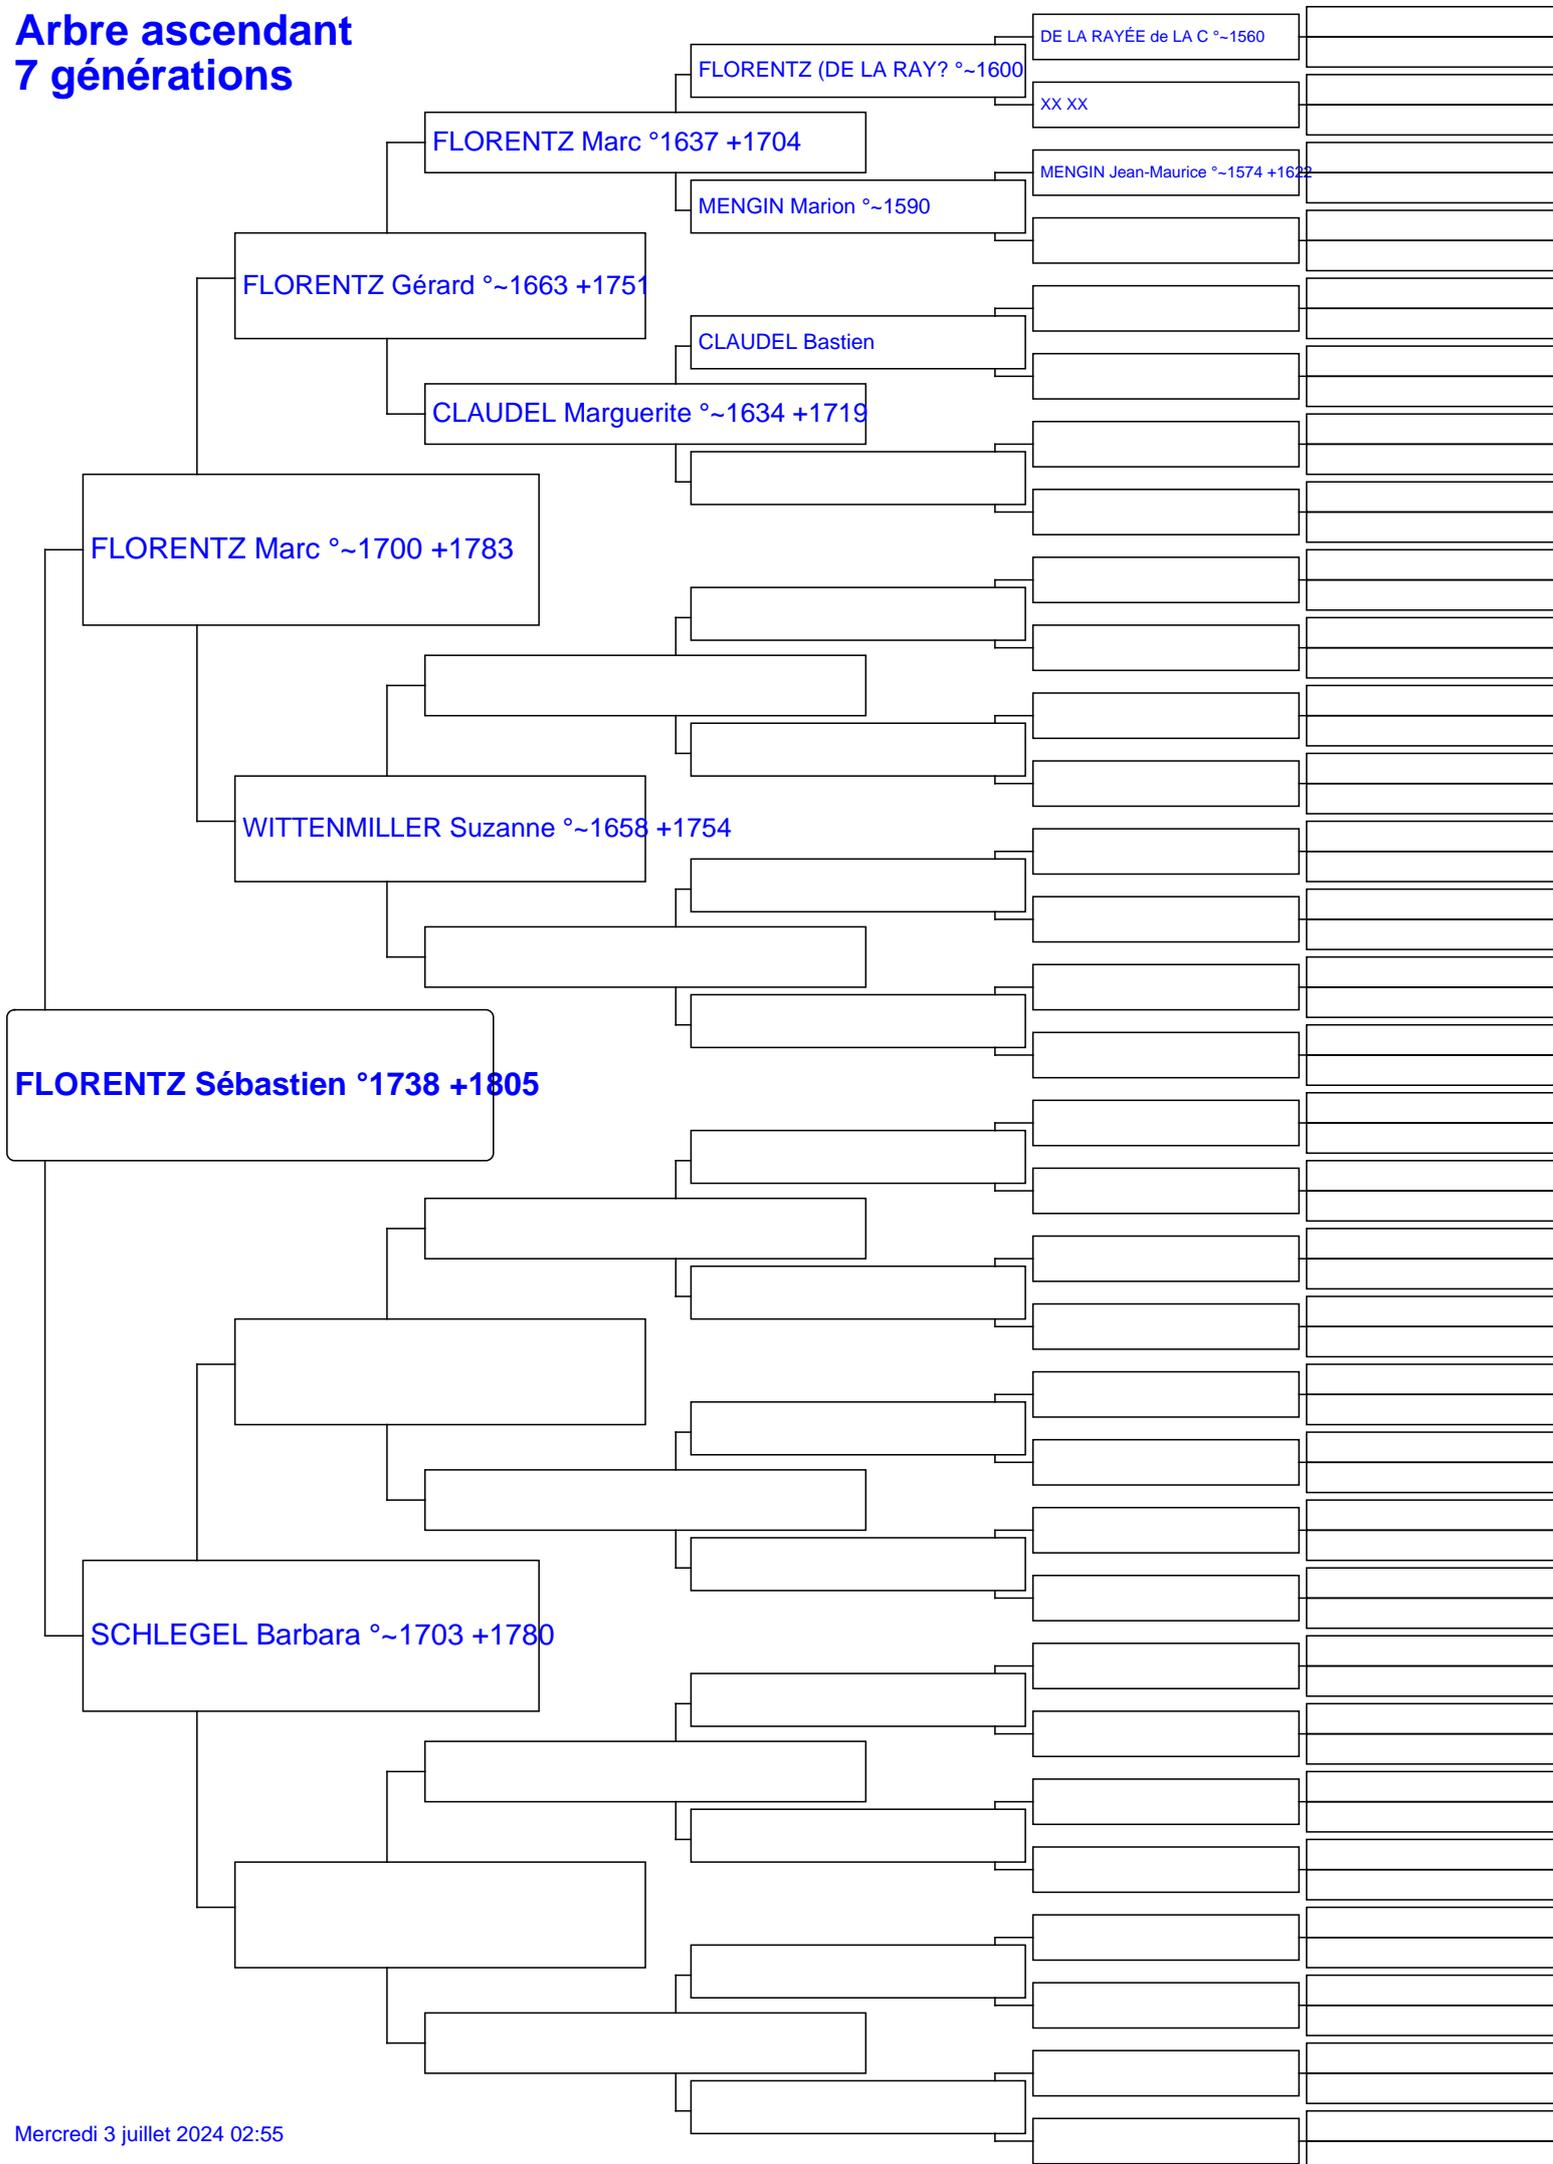 Arbre ascendant
7 générations
DE LA RAYÉE de LA C °~1560
FLORENTZ (DE LA RAY? °~1600
XX XX
FLORENTZ Marc °1637 +1704
MENGIN Jean-Maurice °~1574 +1622
MENGIN Marion °~1590
FLORENTZ Gérard °~1663 +1751
CLAUDEL Bastien
CLAUDEL Marguerite °~1634 +1719
FLORENTZ Marc °~1700 +1783
WITTENMILLER Suzanne °~1658 +1754
FLORENTZ Sébastien °1738 +1805
SCHLEGEL Barbara °~1703 +1780
Mercredi 3 juillet 2024 02:55